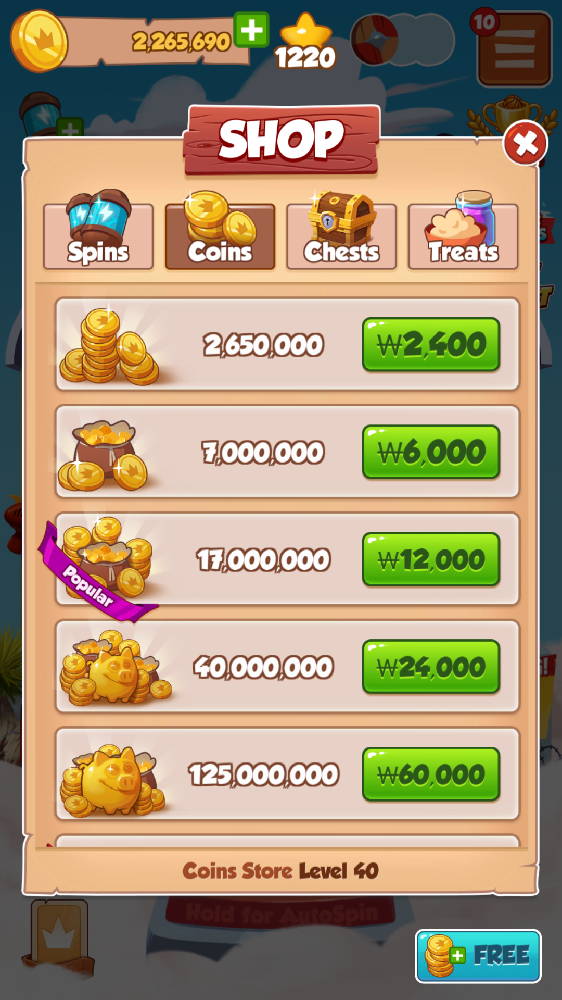 2,265,690
1220
10
SHOP
Spins
Coins
Chests
Treats
2,650,000
₩2,400
7,000,000
₩6,000
17,000,000
₩12,000
Popular
40,000,000
₩24,000
125,000,000
₩60,000
Coins Store Level 40
Hold for AutoSpin
FREE